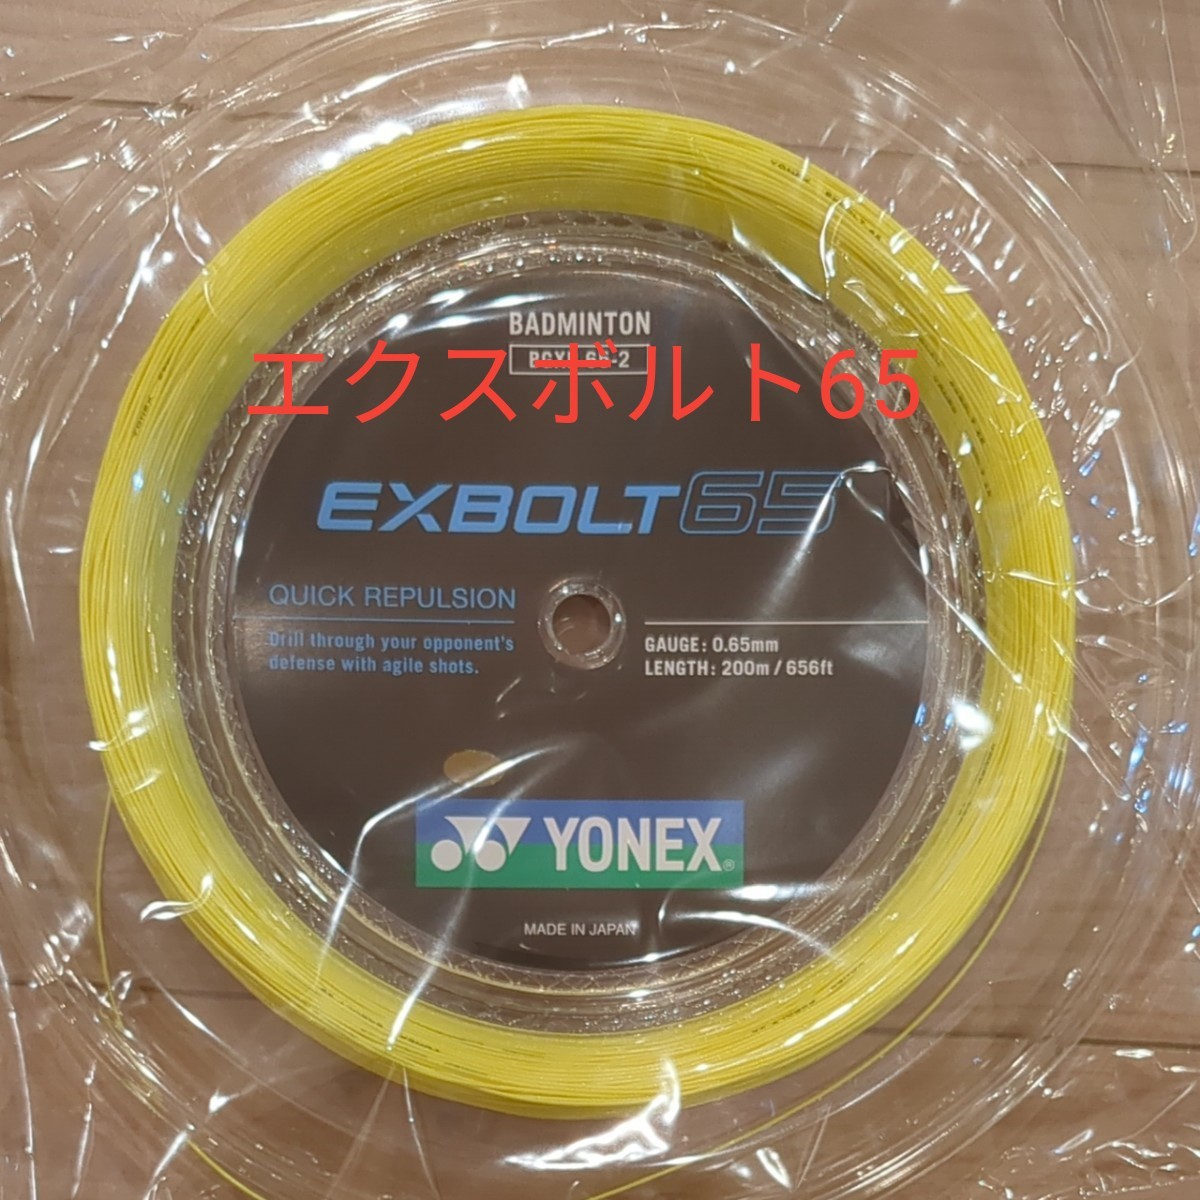 BADMINTON
エクスボルト65
EXBOLT65
QUICK REPULSION
Drill through your opponent's
defense with agile shots.
GAUGE: 0.65mm
LENGTH: 200m / 656ft
YONEX®
MADE IN JAPAN